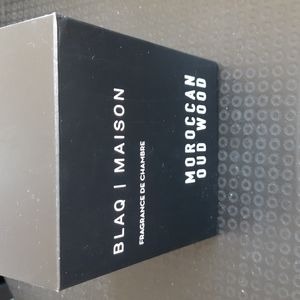 BLAQ | MAISON
FRAGRANCE DE CHAMBRE
MOROCCAN
OUD WOOD